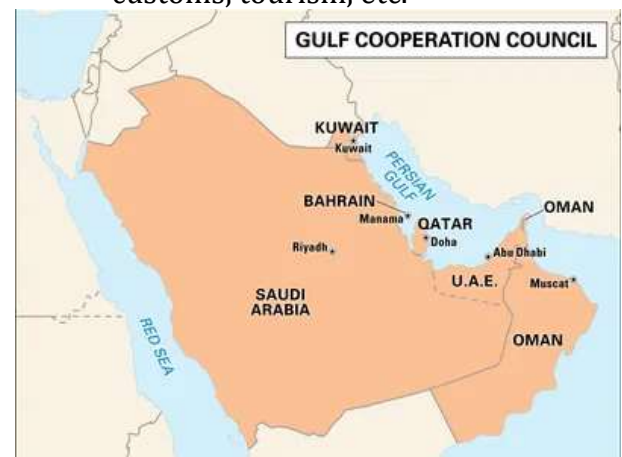 customs, tourism, etc.
GULF COOPERATION COUNCIL
KUWAIT
Kuwait
PERSIAN
GULF
BAHRAIN
Manama
QATAR
Doha
OMAN
Abu Dhabi
Riyadh
U.A.E.
Muscat
SAUDI
ARABIA
OMAN
RED SEA